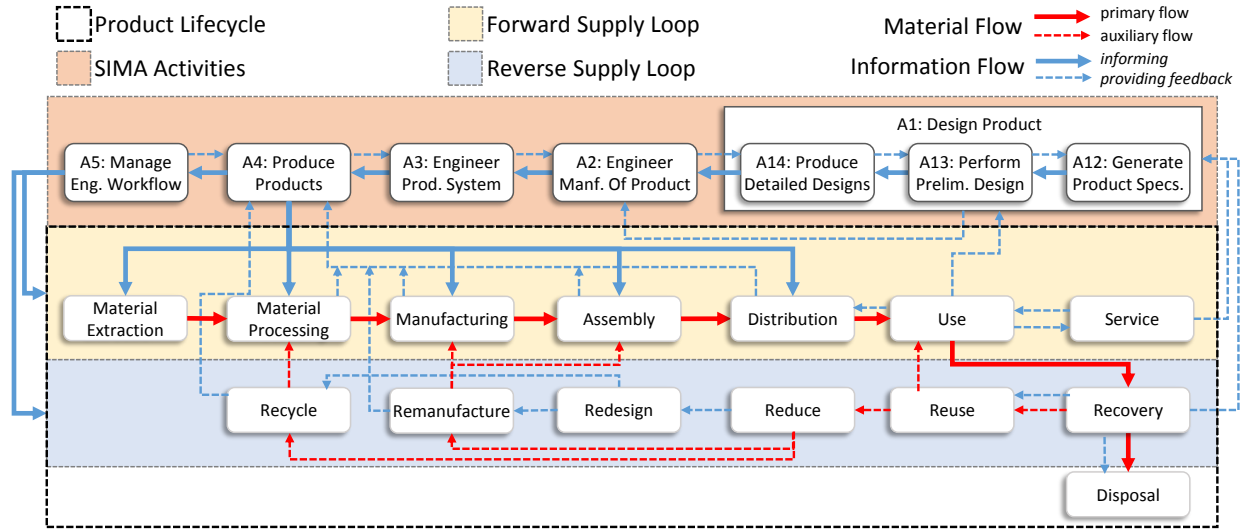 Product Lifecycle
Forward Supply Loop
Material Flow
primary flow
auxiliary flow
SIMA Activities
Reverse Supply Loop
Information Flow
informing
providing feedback
A1: Design Product
A5: Manage
Eng. Workflow
A4: Produce
Products
A3: Engineer
Prod. System
A2: Engineer
Manf. Of Product
A14: Produce
Detailed Designs
A13: Perform
Prelim. Design
A12: Generate
Product Specs.
Material
Extraction
Material
Processing
Manufacturing
Assembly
Distribution
Use
Service
Recycle
Remanufacture
Redesign
Reduce
Reuse
Recovery
Disposal